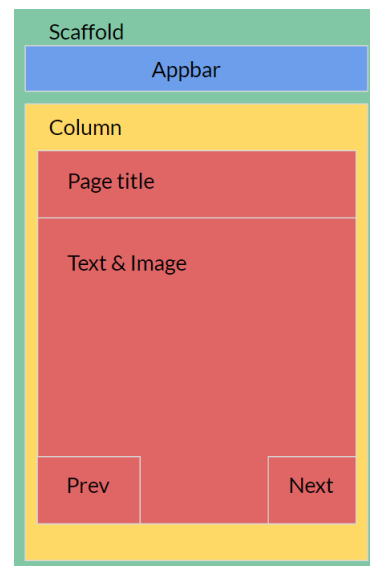 Scaffold
Appbar
Column
Page title
Text & Image
Prev Next